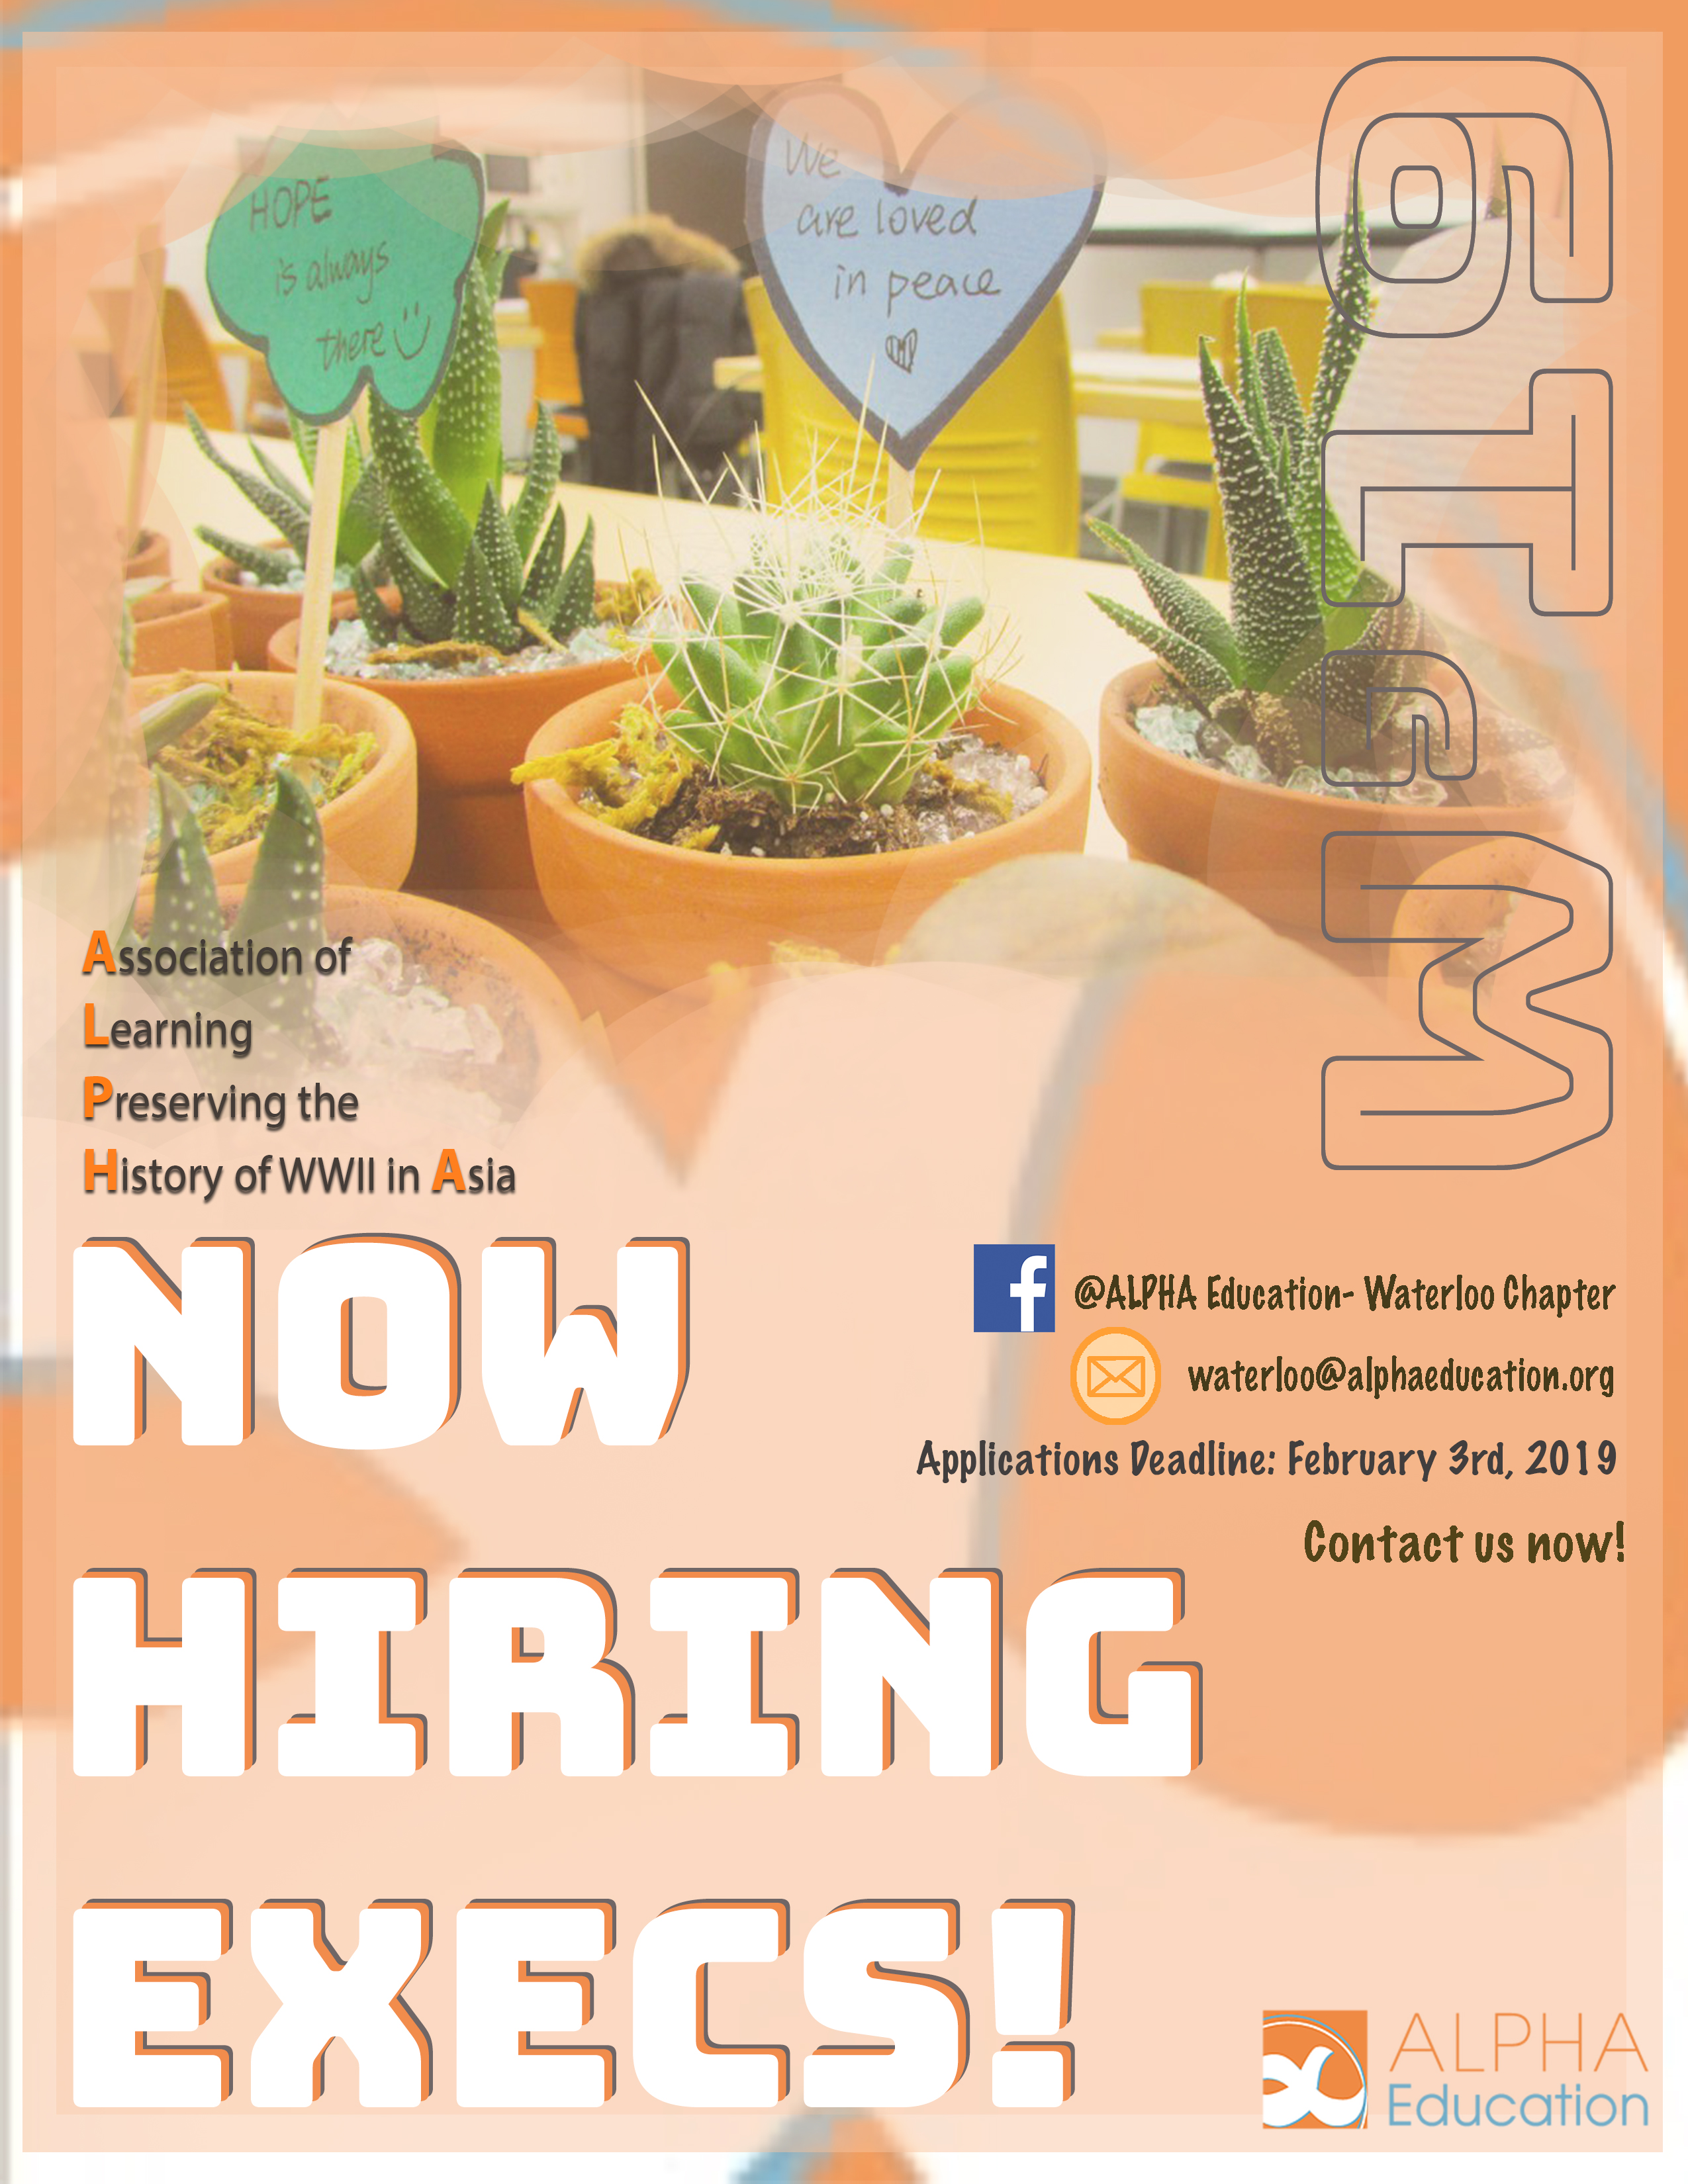 HOPE
is always
there
We
are loved
in peace
W19
Association of
Learning
Preserving the
History of WWII in Asia
NOW
HIRING
EXECS!
f @ALPHA Education- Waterloo Chapter
waterloo@alphaeducation.org
Applications Deadline: February 3rd, 2019
Contact us now!
ALPHA
Education